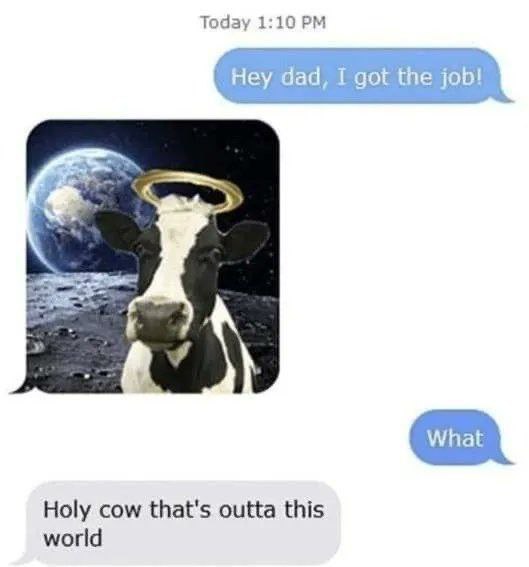 Today 1:10 PM
Hey dad, I got the job!
What
Holy cow that's outta this
world